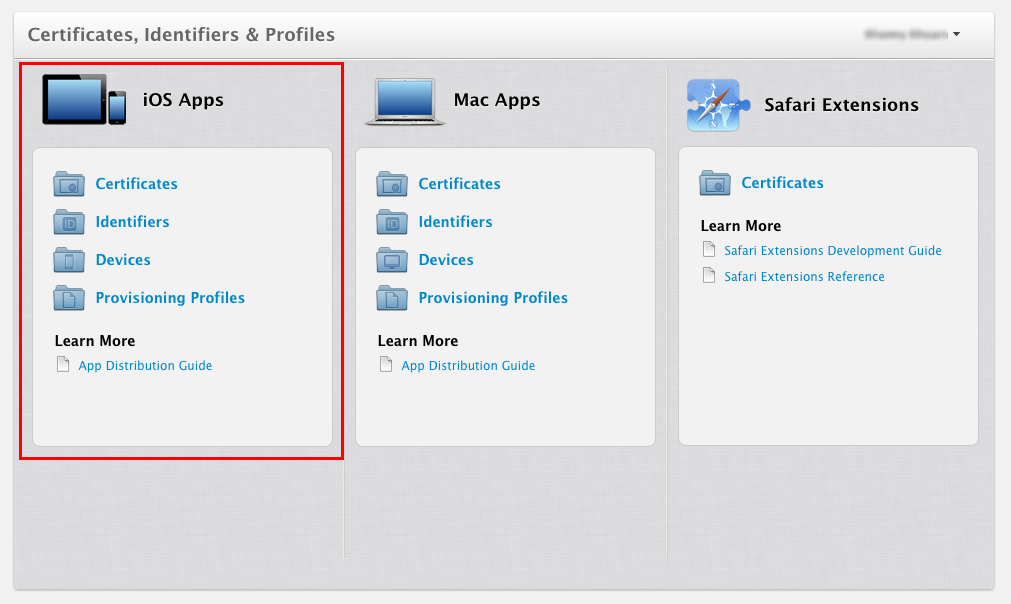 Certificates, Identifiers & Profiles
iOS Apps
Certificates
ID Identifiers
Devices
Provisioning Profiles
Learn More
App Distribution Guide
Mac Apps
Certificates
ID Identifiers
Devices
Provisioning Profiles
Learn More
App Distribution Guide
Safari Extensions
Certificates
Learn More
Safari Extensions Development Guide
Safari Extensions Reference